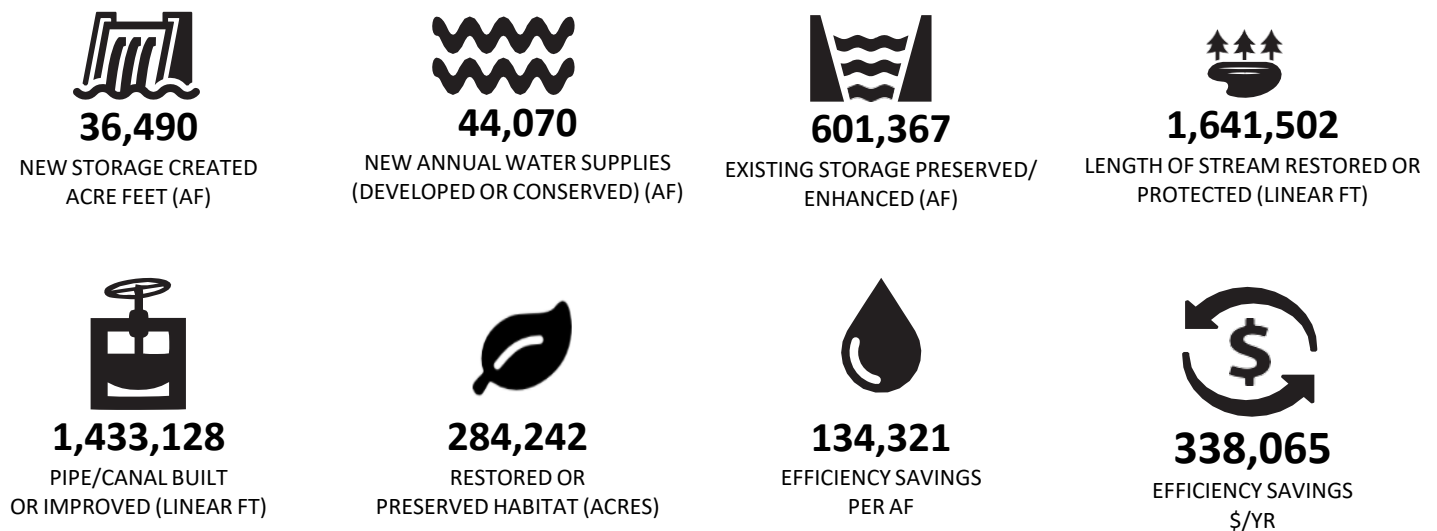 36,490
NEW STORAGE CREATED
ACRE FEET (AF)
44,070
NEW ANNUAL WATER SUPPLIES
(DEVELOPED OR CONSERVED) (AF)
601,367
EXISTING STORAGE PRESERVED/
ENHANCED (AF)
1,641,502
LENGTH OF STREAM RESTORED OR
PROTECTED (LINEAR FT)
1,433,128
PIPE/CANAL BUILT
OR IMPROVED (LINEAR FT)
284,242
RESTORED OR
PRESERVED HABITAT (ACRES)
134,321
EFFICIENCY SAVINGS
PER AF
$
338,065
EFFICIENCY SAVINGS
$/YR